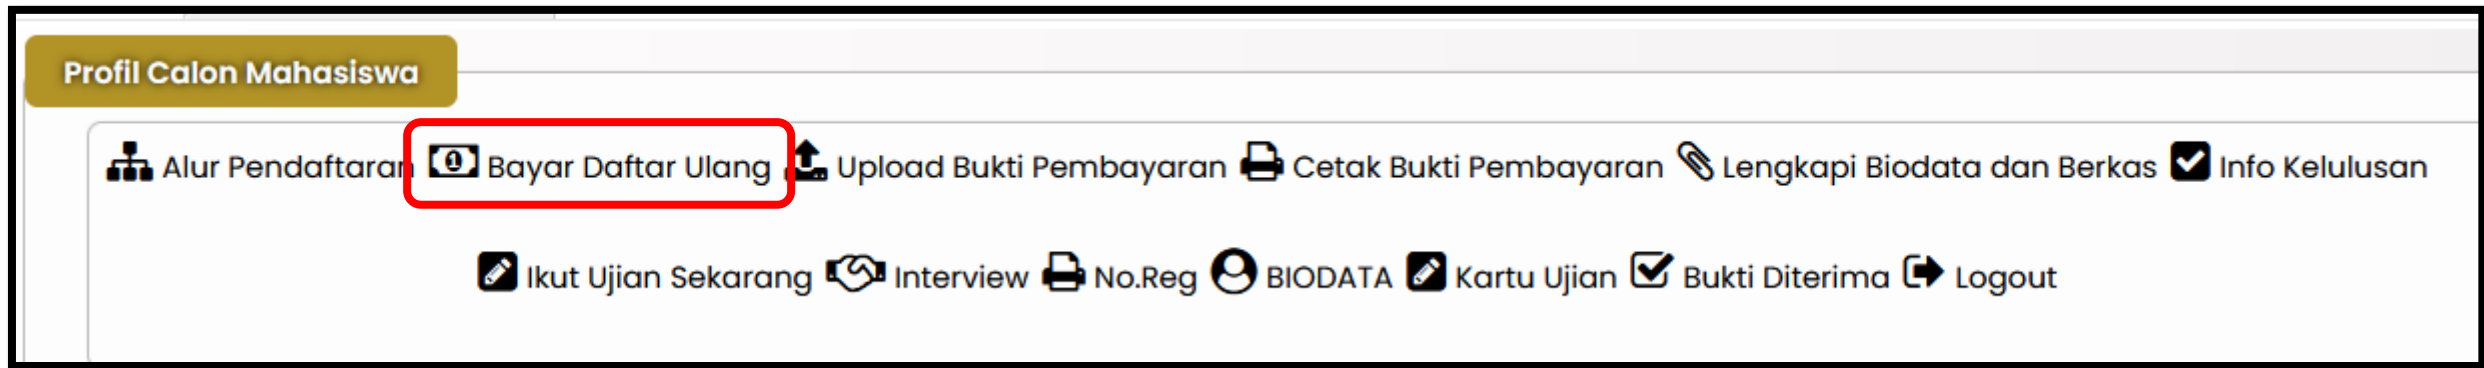 Profil Calon Mahasiswa
Alur Pendaftaran Bayar Daftar Ulang Upload Bukti Pembayaran Cetak Bukti Pembayaran Lengkapi Biodata dan Berkas Info Kelulusan
Ikut Ujian Sekarang Interview No.Reg BIODATA Kartu Ujian Bukti Diterima Logout